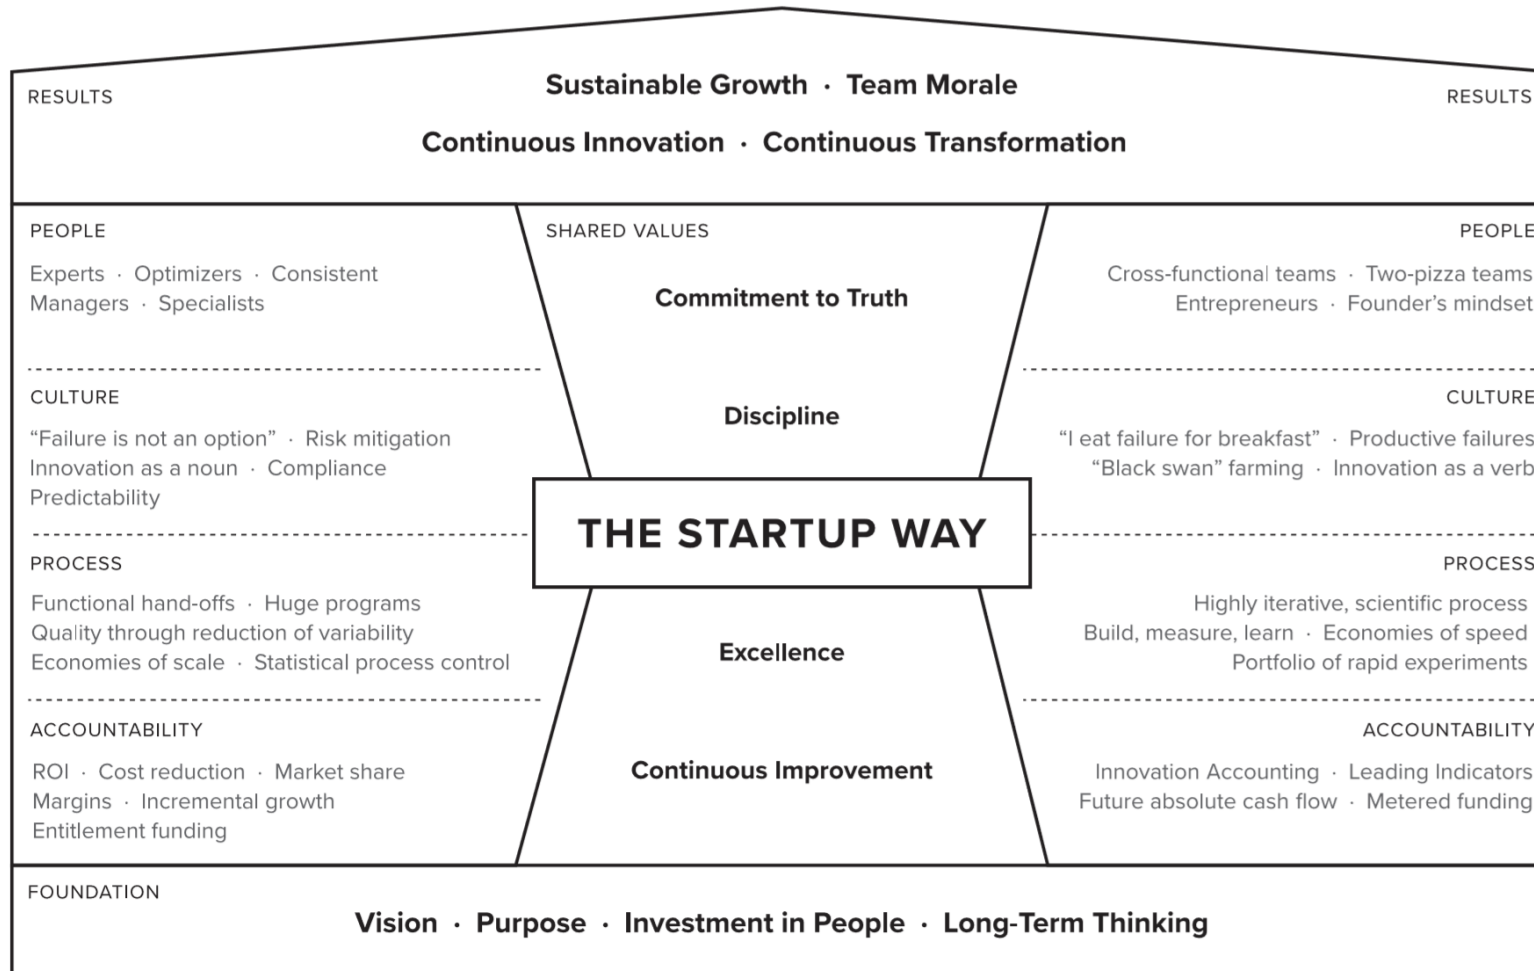 Sustainable Growth · Team Morale
RESULTS
RESULTS
Continuous Innovation · Continuous Transformation
PEOPLE
Experts · Optimizers · Consistent
Managers · Specialists
CULTURE
“Failure is not an option” · Risk mitigation
Innovation as a noun · Compliance
Predictability
PROCESS
Functional hand-offs · Huge programs
Quality through reduction of variability
Economies of scale · Statistical process control
ACCOUNTABILITY
ROI · Cost reduction · Market share
Margins · Incremental growth
Entitlement funding
SHARED VALUES
Commitment to Truth
Discipline
THE STARTUP WAY
Excellence
Continuous Improvement
PEOPLE
Cross-functional teams · Two-pizza teams
Entrepreneurs · Founder’s mindset
CULTURE
“I eat failure for breakfast” · Productive failures
“Black swan” farming · Innovation as a verb
PROCESS
Highly iterative, scientific process
Build, measure, learn · Economies of speed
Portfolio of rapid experiments
ACCOUNTABILITY
Innovation Accounting · Leading Indicators
Future absolute cash flow · Metered funding
FOUNDATION
Vision · Purpose · Investment in People · Long-Term Thinking